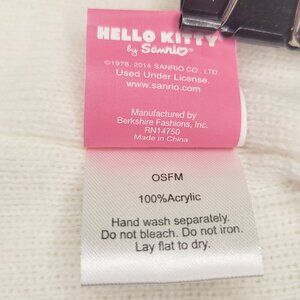 HELLO KITTY
by Sanrio
©1976, 2014 SANRIO CO., LTD.
Used Under License.
www.sanrio.com
Manufactured by
Berkshire Fashions, Inc.
RN14750
Made in China
OSFM
100%Acrylic
Hand wash separately.
Do not bleach. Do not iron.
Lay flat to dry.